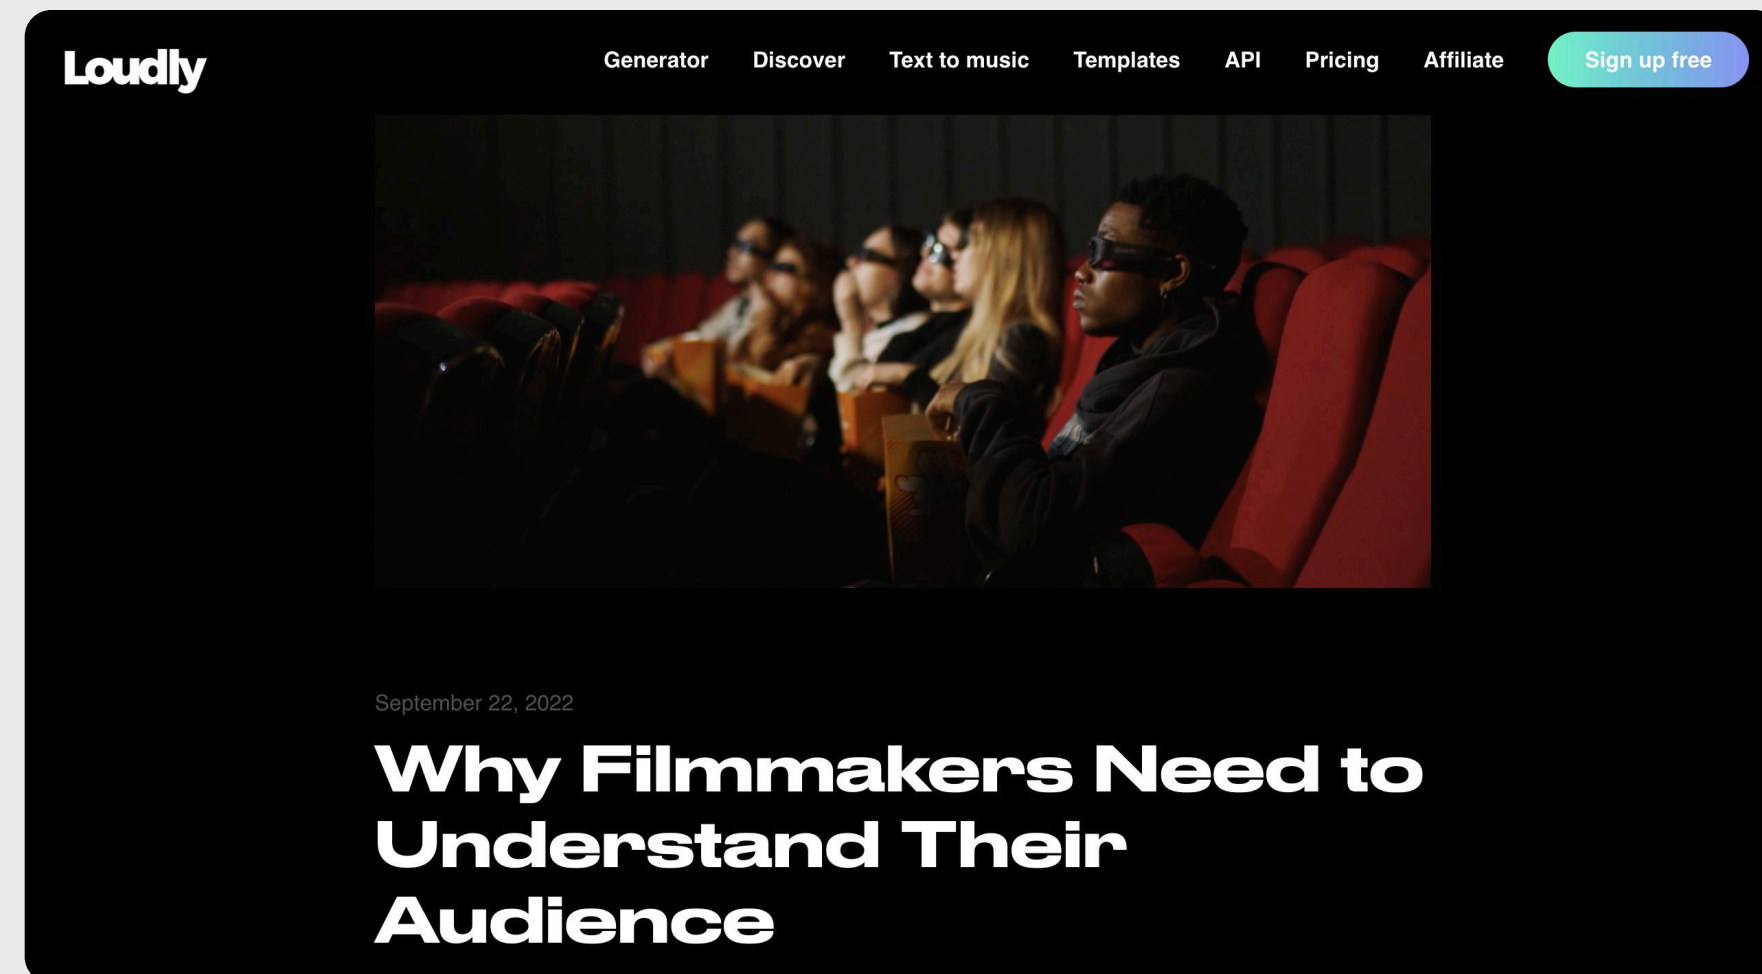 Loudly
Generator
Discover
Text to music
Templates
API
Pricing
Affiliate
Sign up free
September 22, 2022
Why Filmmakers Need to
Understand Their
Audience